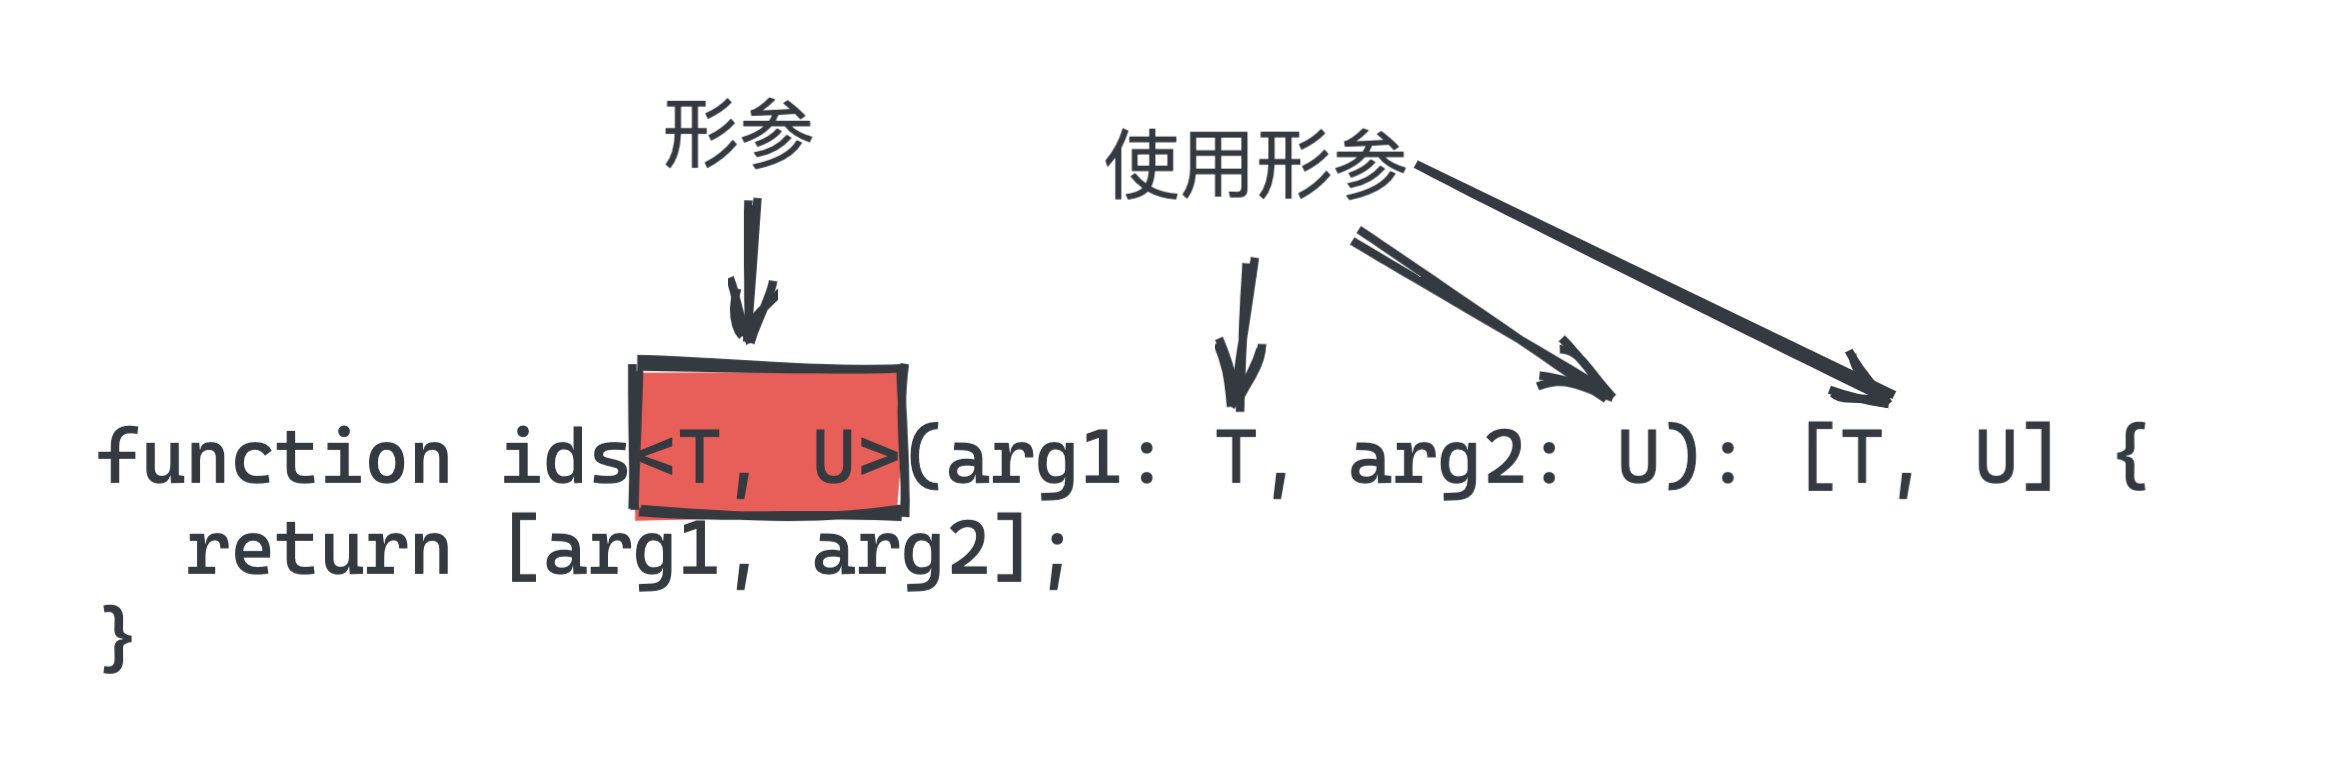 形参
使用形参
function ids<T, U>(arg1: T, arg2: U): [T, U] {
  return [arg1, arg2];
}